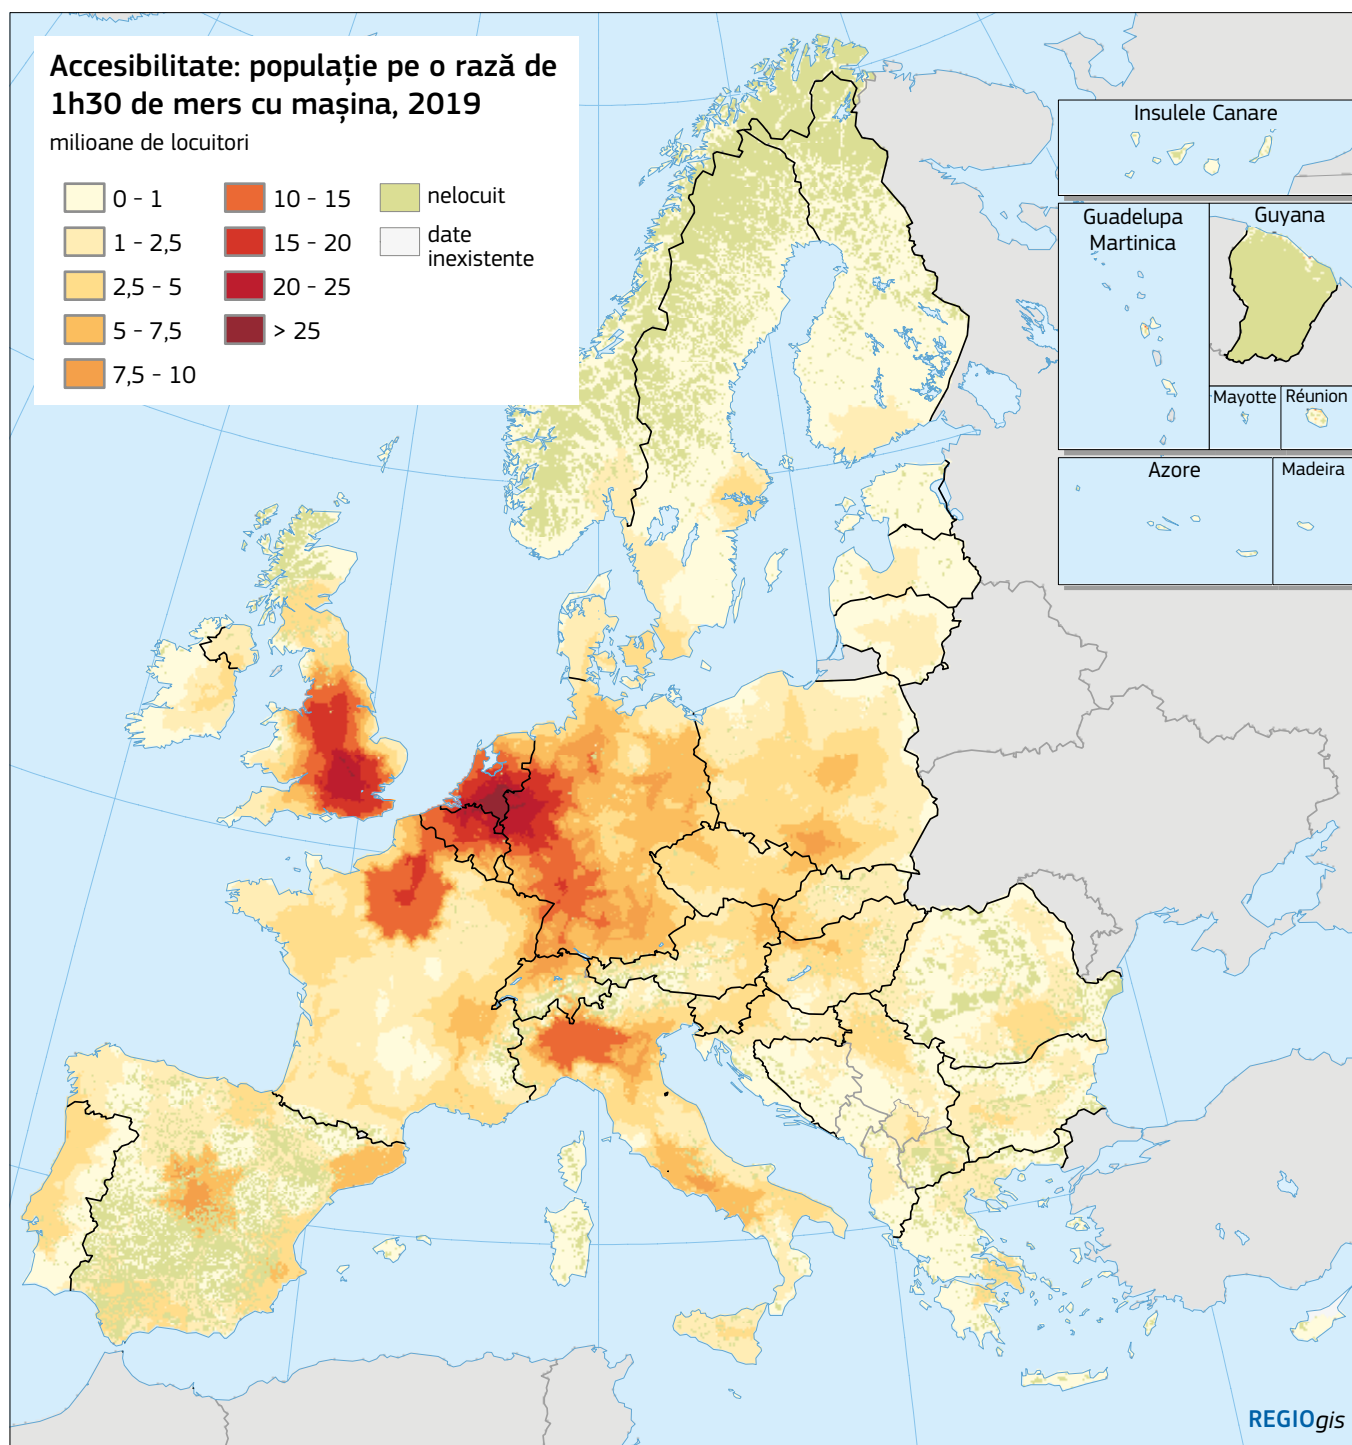 Accesibilitate: populație pe o rază de
1h30 de mers cu mașina, 2019
milioane de locuitori
0 - 1
1 - 2,5
2,5 - 5
5 - 7,5
7,5 - 10
10 - 15
15 - 20
20 - 25
> 25
nelocuit
date
inexistente
Insulele Canare
Guadelupa
Martinica
Guyana
Mayotte
Réunion
Azore
Madeira
REGIOgis